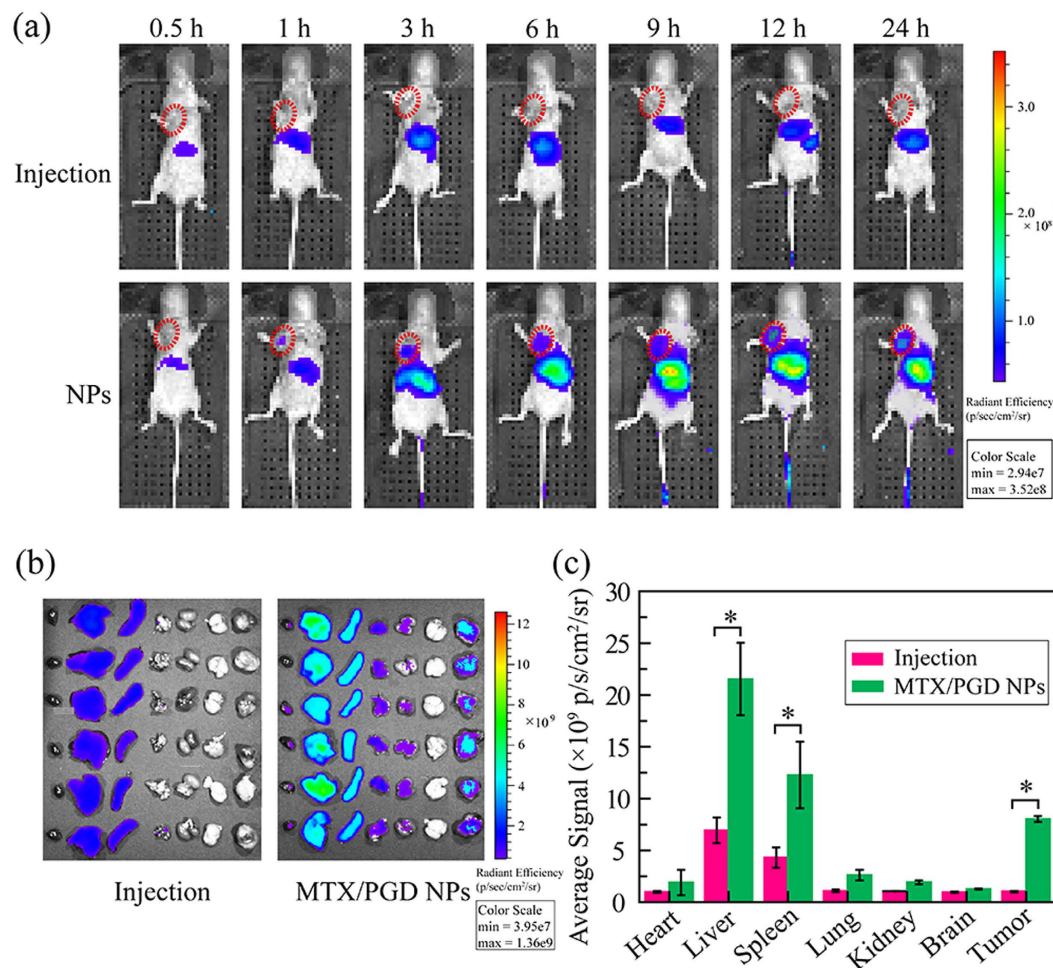 (a)
0.5 h 1 h 3 h 6 h 9 h 12 h 24 h
Injection
NPs
3.0
2.0
× 10⁸
1.0
Radiant Efficiency
(p/sec/cm²/sr)
Color Scale
min = 2.94e7
max = 3.52e8
(b)
12
10
8
×10⁹
6
4
2
Injection
MTX/PGD NPs
Radiant Efficiency
(p/sec/cm²/sr)
Color Scale
min = 3.95e7
max = 1.36e9
(c)
Average Signal (×10⁹ p/s/cm²/sr)
30
25
20
15
10
5
0
*
*
*
Injection
MTX/PGD NPs
Heart Liver Spleen Lung Kidney Brain Tumor